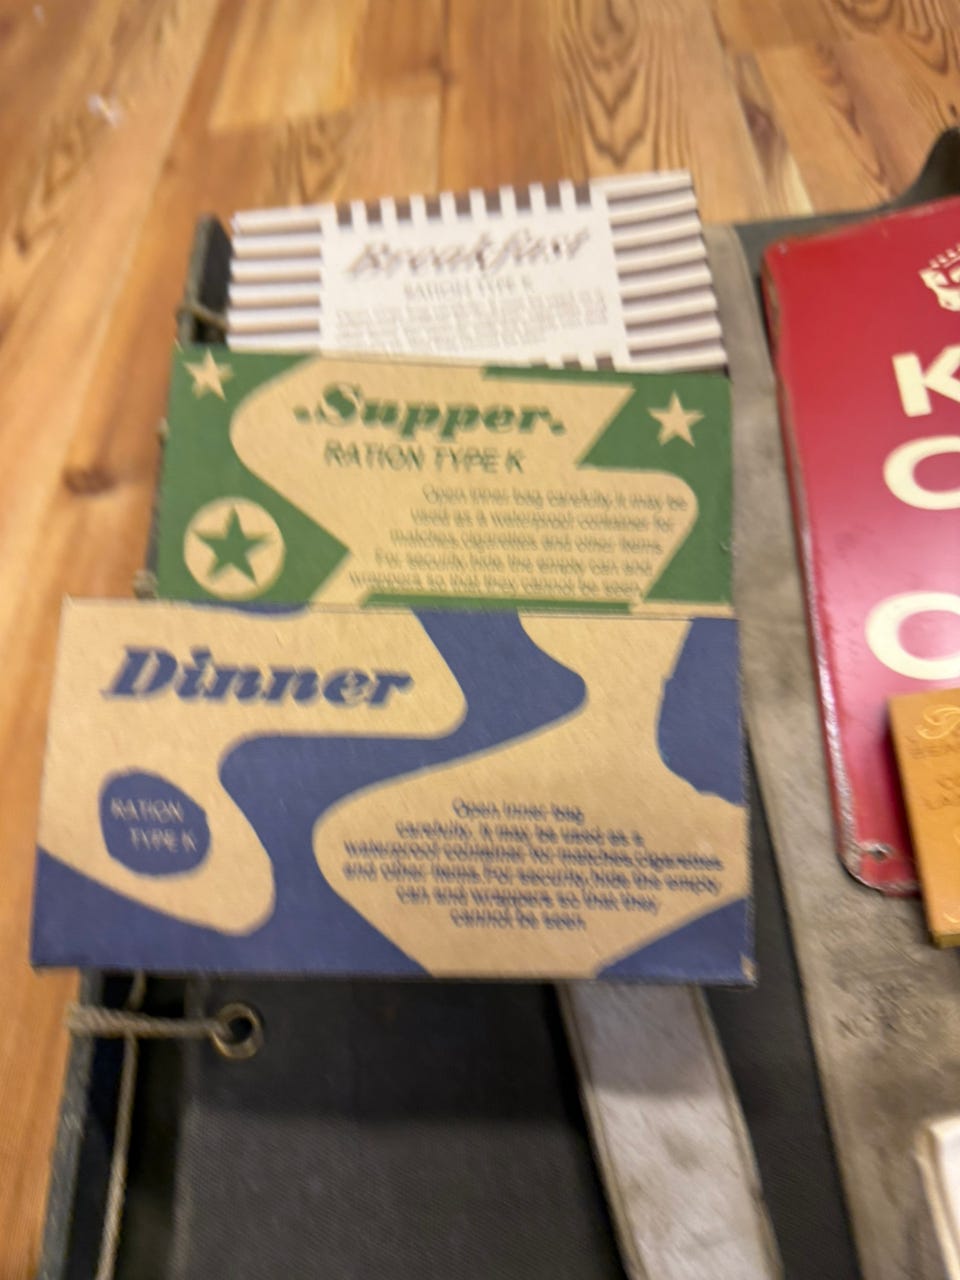 Breakfast
RATION TYPE K
Supper
RATION TYPE K
Open inner bag carefully. It may be
used as a waterproof container for
matches, cigarettes and other items.
For security, hide the empty can and
wrappers so that they cannot be seen.
Dinner
RATION
TYPE K
Open inner bag
carefully. It may be used as a
waterproof container for matches, cigarettes
and other items. For security, hide the empty
can and wrappers so that they
cannot be seen.
K
O
O